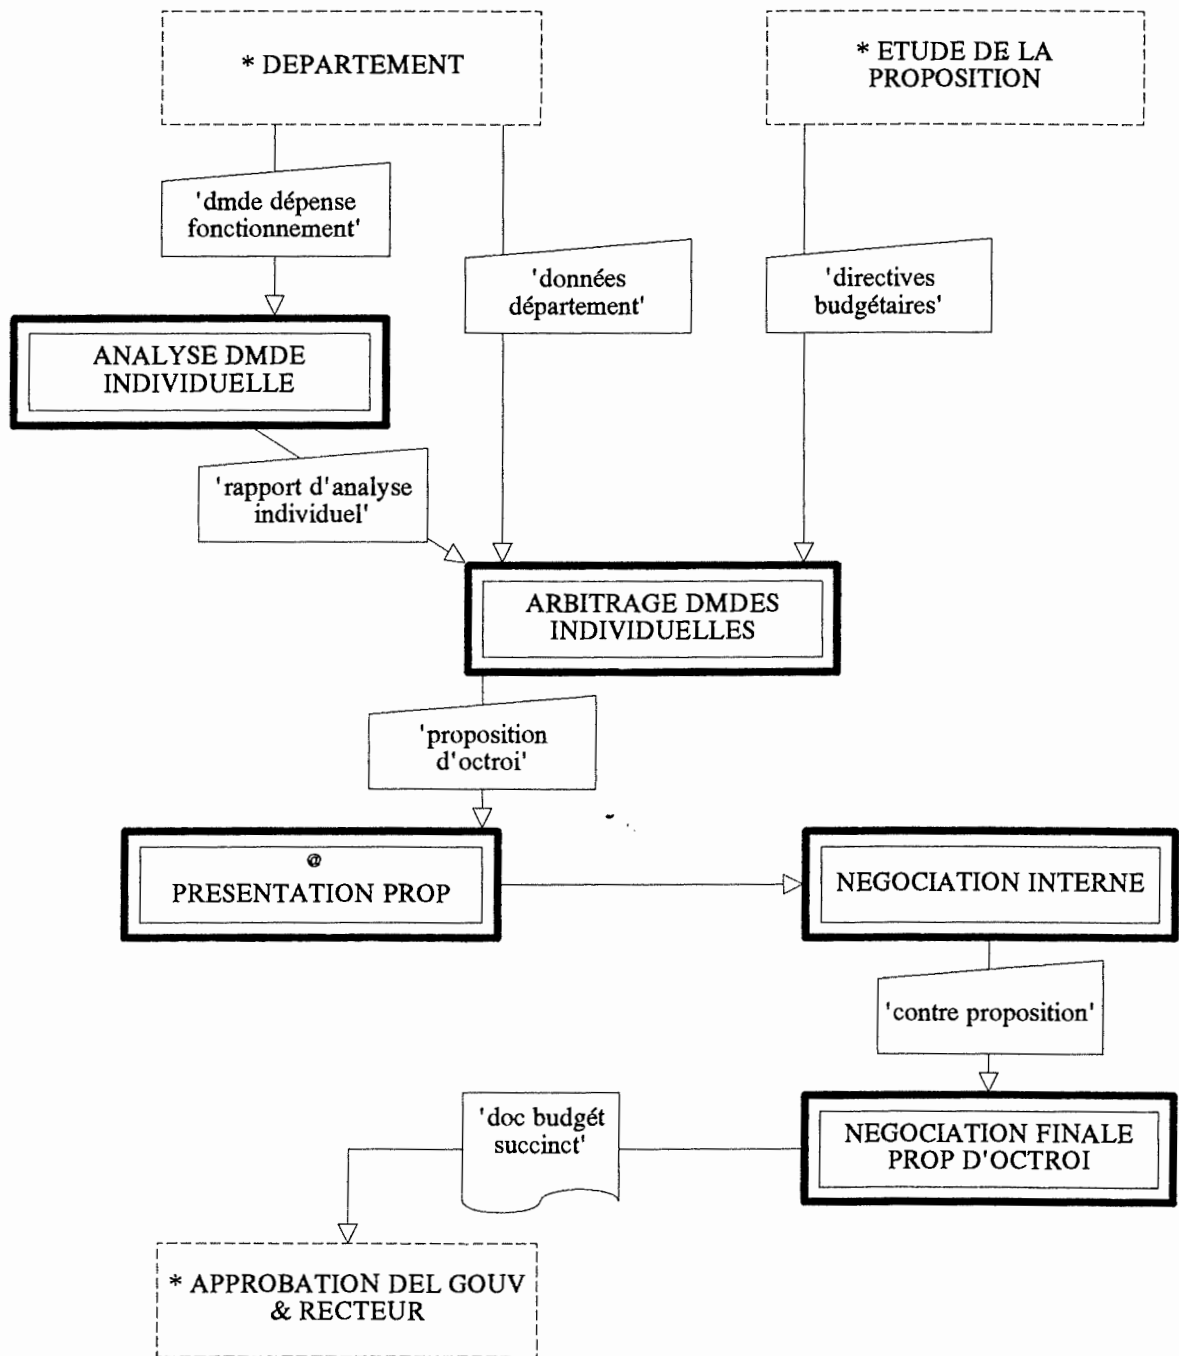 * DEPARTEMENT
* ETUDE DE LA
PROPOSITION
'dmde dépense
fonctionnement'
'données
département'
'directives
budgétaires'
ANALYSE DMDE
INDIVIDUELLE
'rapport d'analyse
individuel'
ARBITRAGE DMDES
INDIVIDUELLES
'proposition
d'octroi'
@
PRESENTATION PROP
NEGOCIATION INTERNE
'contre proposition'
'doc budgét
succinct'
NEGOCIATION FINALE
PROP D'OCTROI
* APPROBATION DEL GOUV
& RECTEUR